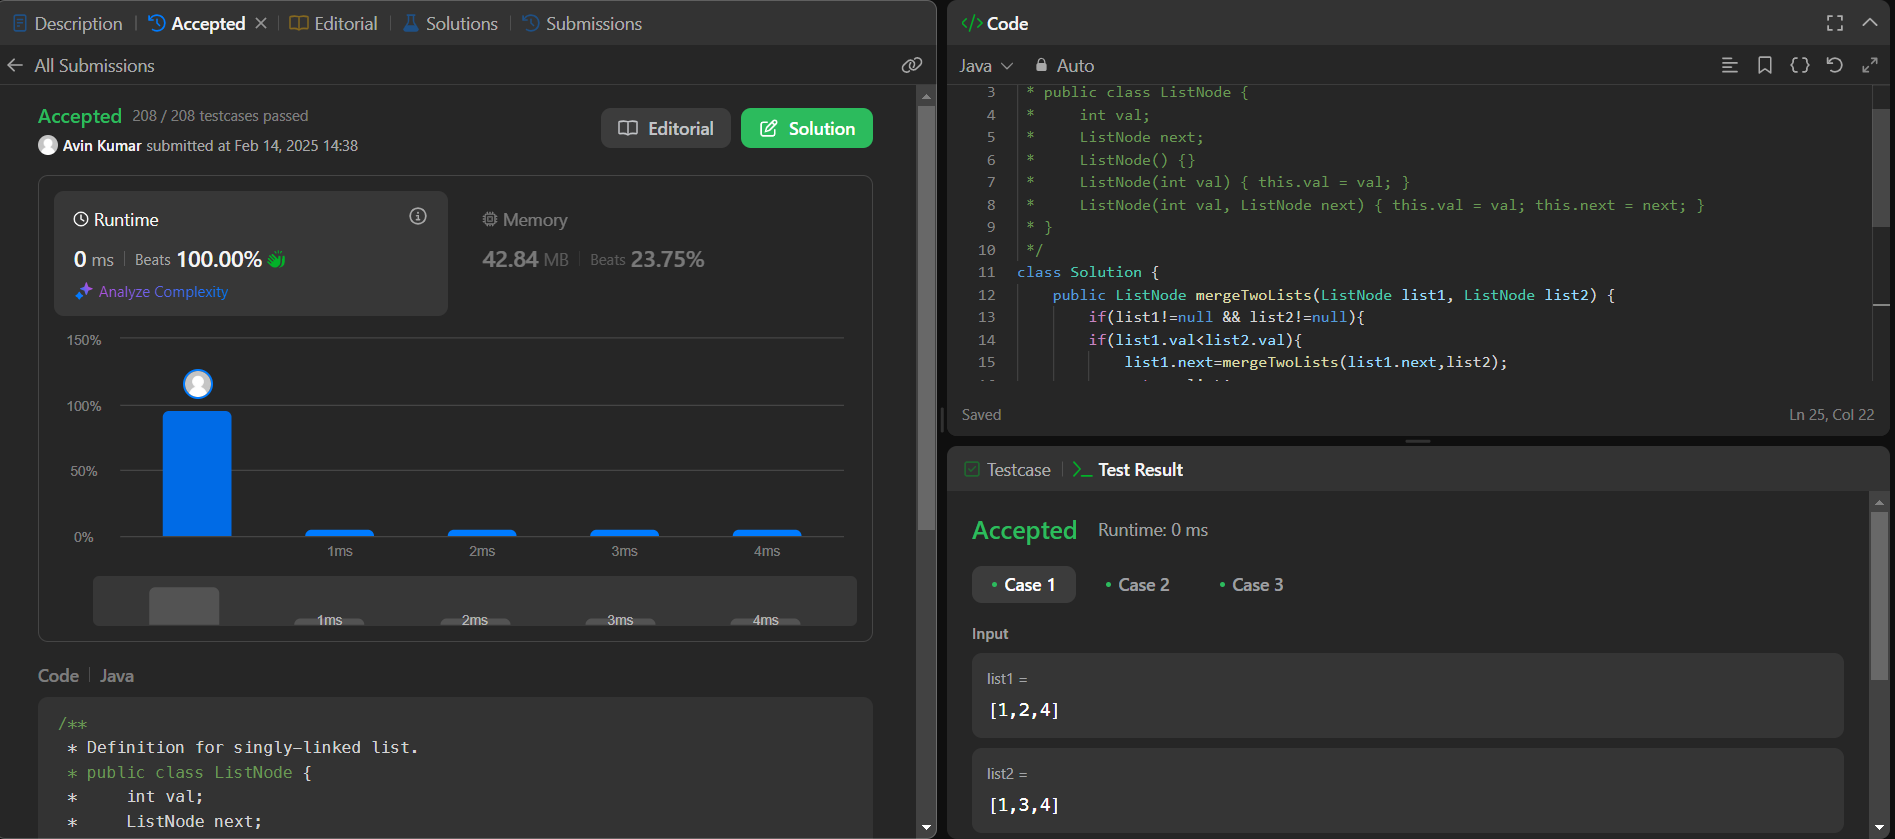 Description
Accepted
Editorial
Solutions
Submissions
All Submissions
Accepted 208 / 208 testcases passed
Avin Kumar submitted at Feb 14, 2025 14:38
Editorial
Solution
Runtime
0 ms Beats 100.00%
Analyze Complexity
Memory
42.84 MB Beats 23.75%
150%
100%
50%
0%
1ms 2ms 3ms 4ms
1ms 2ms 3ms 4ms
Code Java
/**
* Definition for singly-linked list.
* public class ListNode {
* int val;
* ListNode next;
</> Code
Java Auto
3 * public class ListNode {
4 * int val;
5 * ListNode next;
6 * ListNode() {}
7 * ListNode(int val) { this.val = val; }
8 * ListNode(int val, ListNode next) { this.val = val; this.next = next; }
9 * }
10 */
11 class Solution {
12 public ListNode mergeTwoLists(ListNode list1, ListNode list2) {
13 if(list1!=null && list2!=null){
14 if(list1.val<list2.val){
15 list1.next=mergeTwoLists(list1.next,list2);
Saved
Ln 25, Col 22
Testcase
Test Result
Accepted Runtime: 0 ms
Case 1 Case 2 Case 3
Input
list1 =
[1,2,4]
list2 =
[1,3,4]